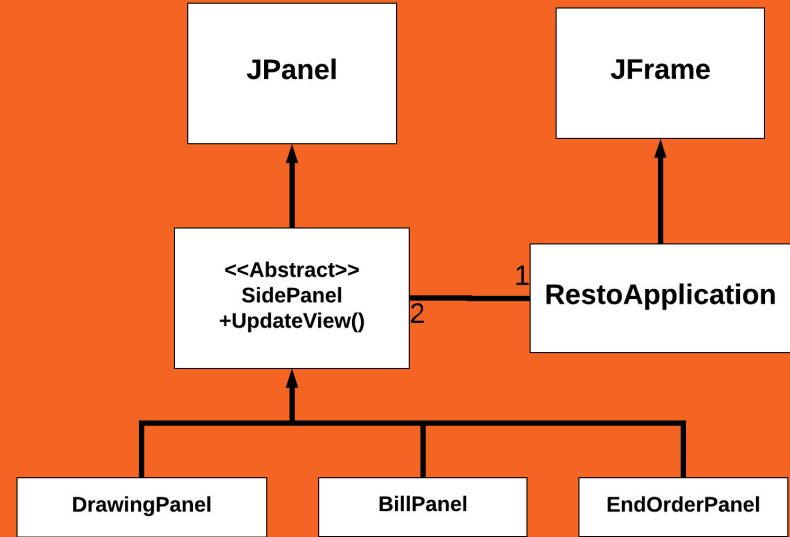 JPanel
JFrame
<<Abstract>>
SidePanel
+UpdateView()
1
2
RestoApplication
DrawingPanel
BillPanel
EndOrderPanel